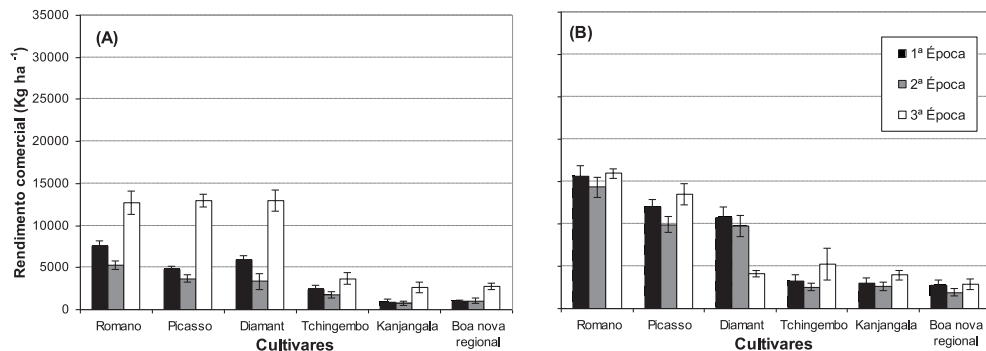 Rendimento comercial (Kg ha -1)
35000
30000
25000
20000
15000
10000
5000
0
(A)
Romano Picasso Diamant Tchingembo Kanjangala Boa nova
regional
Cultivares
(B)
1ª Época
2ª Época
3ª Época
Romano Picasso Diamant Tchingembo Kanjangala Boa nova
regional
Cultivares